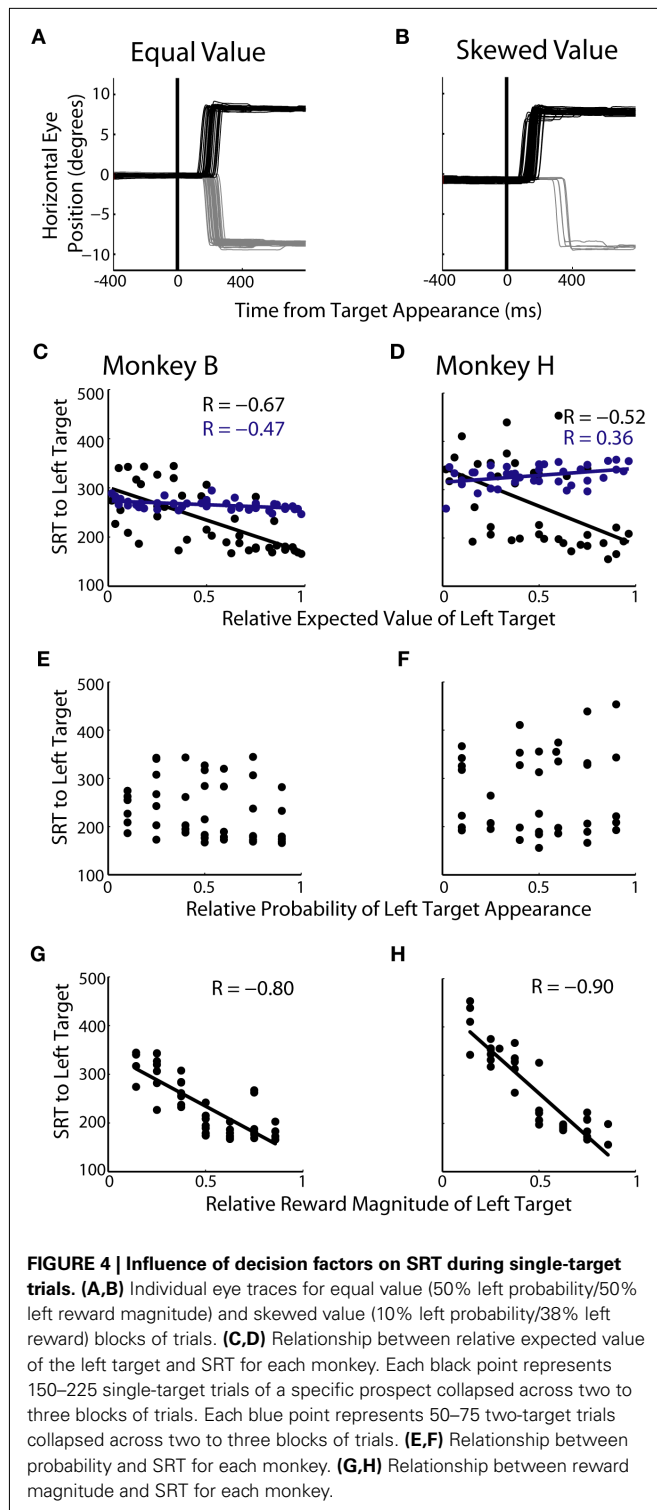 A
B
Equal Value
Skewed Value
Horizontal Eye
Position (degrees)
10
5
0
−5
−10
-400
0
400
-400
0
400
Time from Target Appearance (ms)
C
D
Monkey B
Monkey H
SRT to Left Target
500
400
300
200
100
R = −0.67
R = −0.47
R = −0.52
R = 0.36
0
0.5
1
0
0.5
1
Relative Expected Value of Left Target
E
F
SRT to Left Target
500
400
300
200
100
0
0.5
1
0
0.5
1
Relative Probability of Left Target Appearance
G
H
SRT to Left Target
500
400
300
200
100
R = −0.80
R = −0.90
0
0.5
1
0
0.5
1
Relative Reward Magnitude of Left Target
FIGURE 4 | Influence of decision factors on SRT during single-target
trials. (A,B) Individual eye traces for equal value (50% left probability/50%
left reward magnitude) and skewed value (10% left probability/38% left
reward) blocks of trials. (C,D) Relationship between relative expected value
of the left target and SRT for each monkey. Each black point represents
150–225 single-target trials of a specific prospect collapsed across two to
three blocks of trials. Each blue point represents 50–75 two-target trials
collapsed across two to three blocks of trials. (E,F) Relationship between
probability and SRT for each monkey. (G,H) Relationship between reward
magnitude and SRT for each monkey.